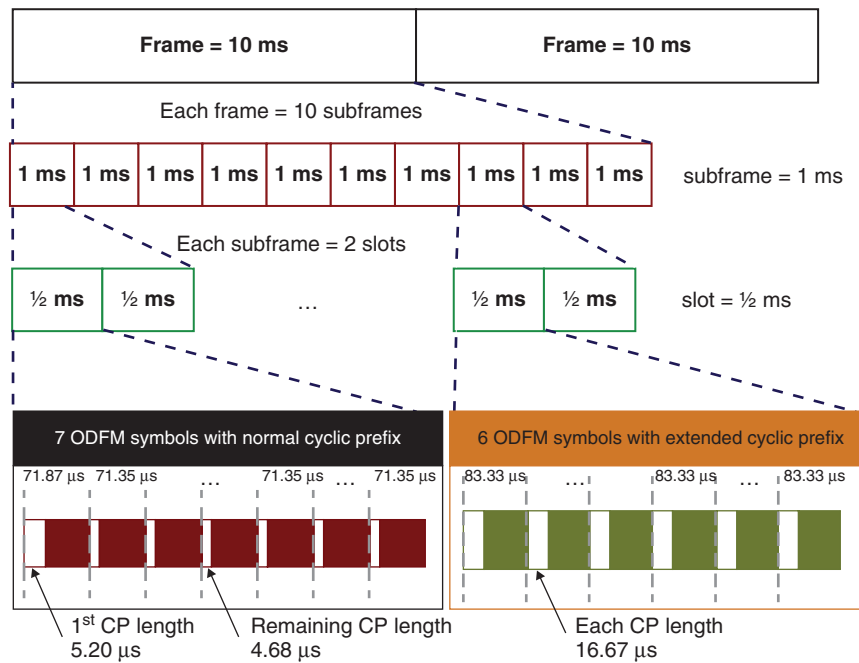 Frame = 10 ms Frame = 10 ms
Each frame = 10 subframes
1 ms 1 ms 1 ms 1 ms 1 ms 1 ms 1 ms 1 ms 1 ms 1 ms
subframe = 1 ms
Each subframe = 2 slots
½ ms ½ ms ... ½ ms ½ ms
slot = ½ ms
7 ODFM symbols with normal cyclic prefix
71.87 µs 71.35 µs ... 71.35 µs ... 71.35 µs
1st CP length
5.20 µs
Remaining CP length
4.68 µs
6 ODFM symbols with extended cyclic prefix
83.33 µs ... 83.33 µs ... 83.33 µs
Each CP length
16.67 µs